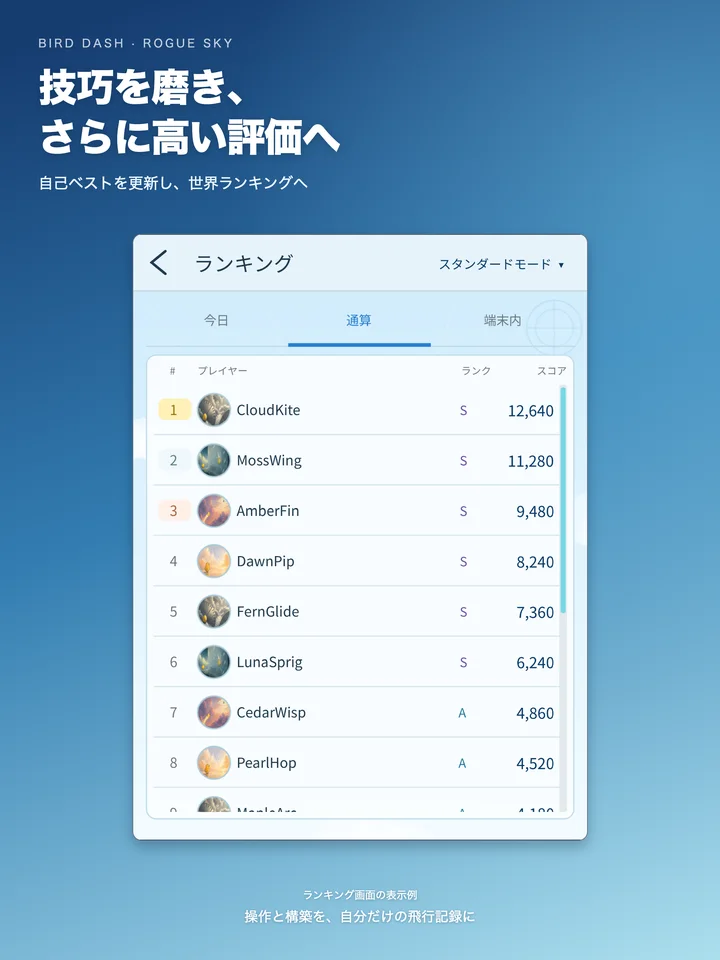 BIRD DASH · ROGUE SKY
技巧を磨き、
さらに高い評価へ
自己ベストを更新し、世界ランキングへ
ランキング
スタンダードモード ▼
今日 通算 端末内
# プレイヤー ランク スコア
1 CloudKite S 12,640
2 MossWing S 11,280
3 AmberFin S 9,480
4 DawnPip S 8,240
5 FernGlide S 7,360
6 LunaSprig S 6,240
7 CedarWisp A 4,860
8 PearlHop A 4,520
ランキング画面の表示例
操作と構築を、自分だけの飛行記録に